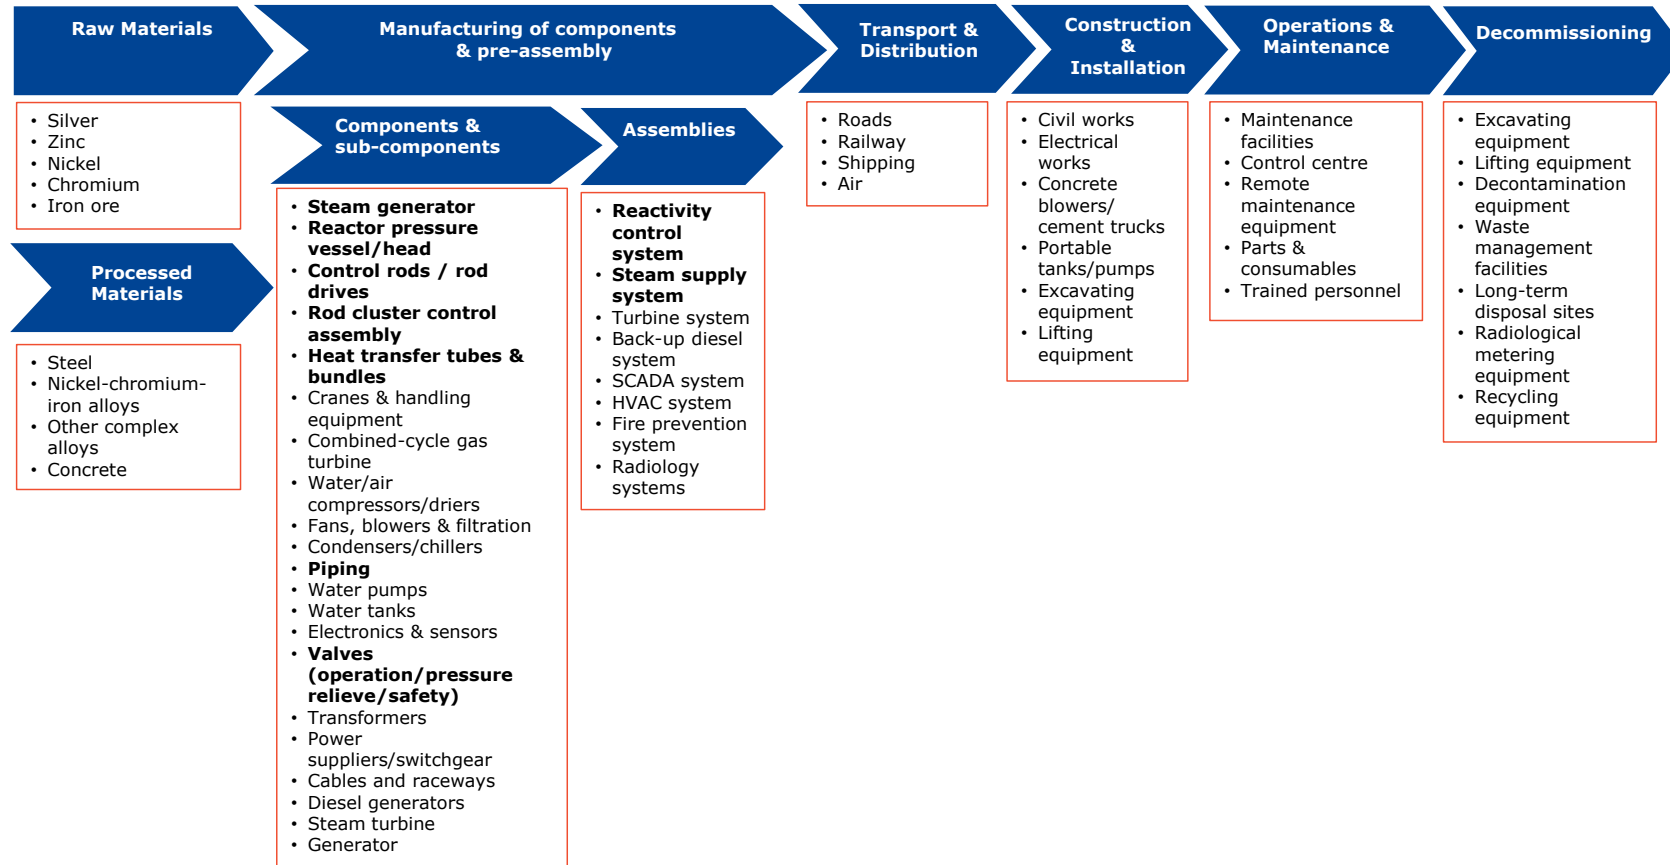 Raw Materials
Manufacturing of components
& pre-assembly
Transport &
Distribution
Construction
&
Installation
Operations &
Maintenance
Decommissioning
• Silver
• Zinc
• Nickel
• Chromium
• Iron ore
Processed
Materials
• Steel
• Nickel-chromium-
iron alloys
• Other complex
alloys
• Concrete
Components &
sub-components
• Steam generator
• Reactor pressure
vessel/head
• Control rods / rod
drives
• Rod cluster control
assembly
• Heat transfer tubes &
bundles
• Cranes & handling
equipment
• Combined-cycle gas
turbine
• Water/air
compressors/driers
• Fans, blowers & filtration
• Condensers/chillers
• Piping
• Water pumps
• Water tanks
• Electronics & sensors
• Valves
(operation/pressure
relieve/safety)
• Transformers
• Power
suppliers/switchgear
• Cables and raceways
• Diesel generators
• Steam turbine
• Generator
Assemblies
• Reactivity
control
system
• Steam supply
system
• Turbine system
• Back-up diesel
system
• SCADA system
• HVAC system
• Fire prevention
system
• Radiology
systems
• Roads
• Railway
• Shipping
• Air
• Civil works
• Electrical
works
• Concrete
blowers/
cement trucks
• Portable
tanks/pumps
• Excavating
equipment
• Lifting
equipment
• Maintenance
facilities
• Control centre
• Remote
maintenance
equipment
• Parts &
consumables
• Trained personnel
• Excavating
equipment
• Lifting equipment
• Decontamination
equipment
• Waste
management
facilities
• Long-term
disposal sites
• Radiological
metering
equipment
• Recycling
equipment